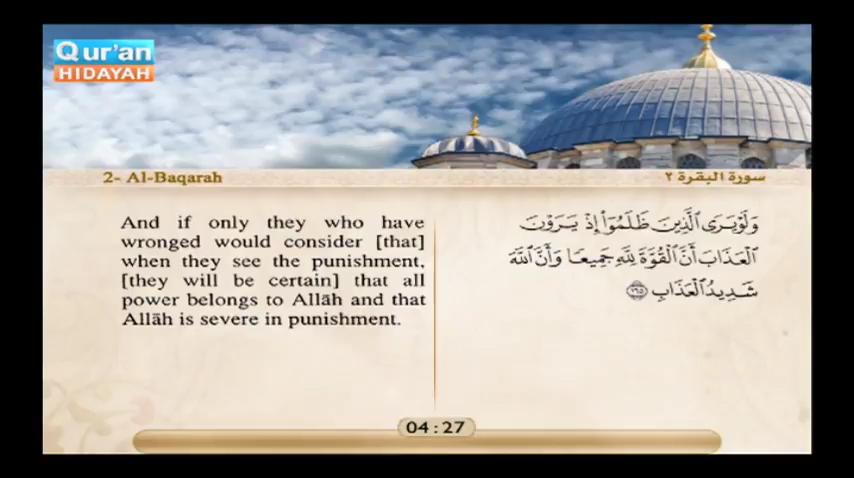 Qur'an
HIDAYAH
2- Al-Baqarah
سورة البقرة ٢
And if only they who have
wronged would consider [that]
when they see the punishment,
[they will be certain] that all
power belongs to Allāh and that
Allāh is severe in punishment.
وَلَوْ يَرَى ٱلَّذِينَ ظَلَمُوٓا۟ إِذْ يَرَوْنَ
ٱلْعَذَابَ أَنَّ ٱلْقُوَّةَ لِلَّهِ جَمِيعًا وَأَنَّ ٱللَّهَ
شَدِيدُ ٱلْعَذَابِ ١٦٥
04:27